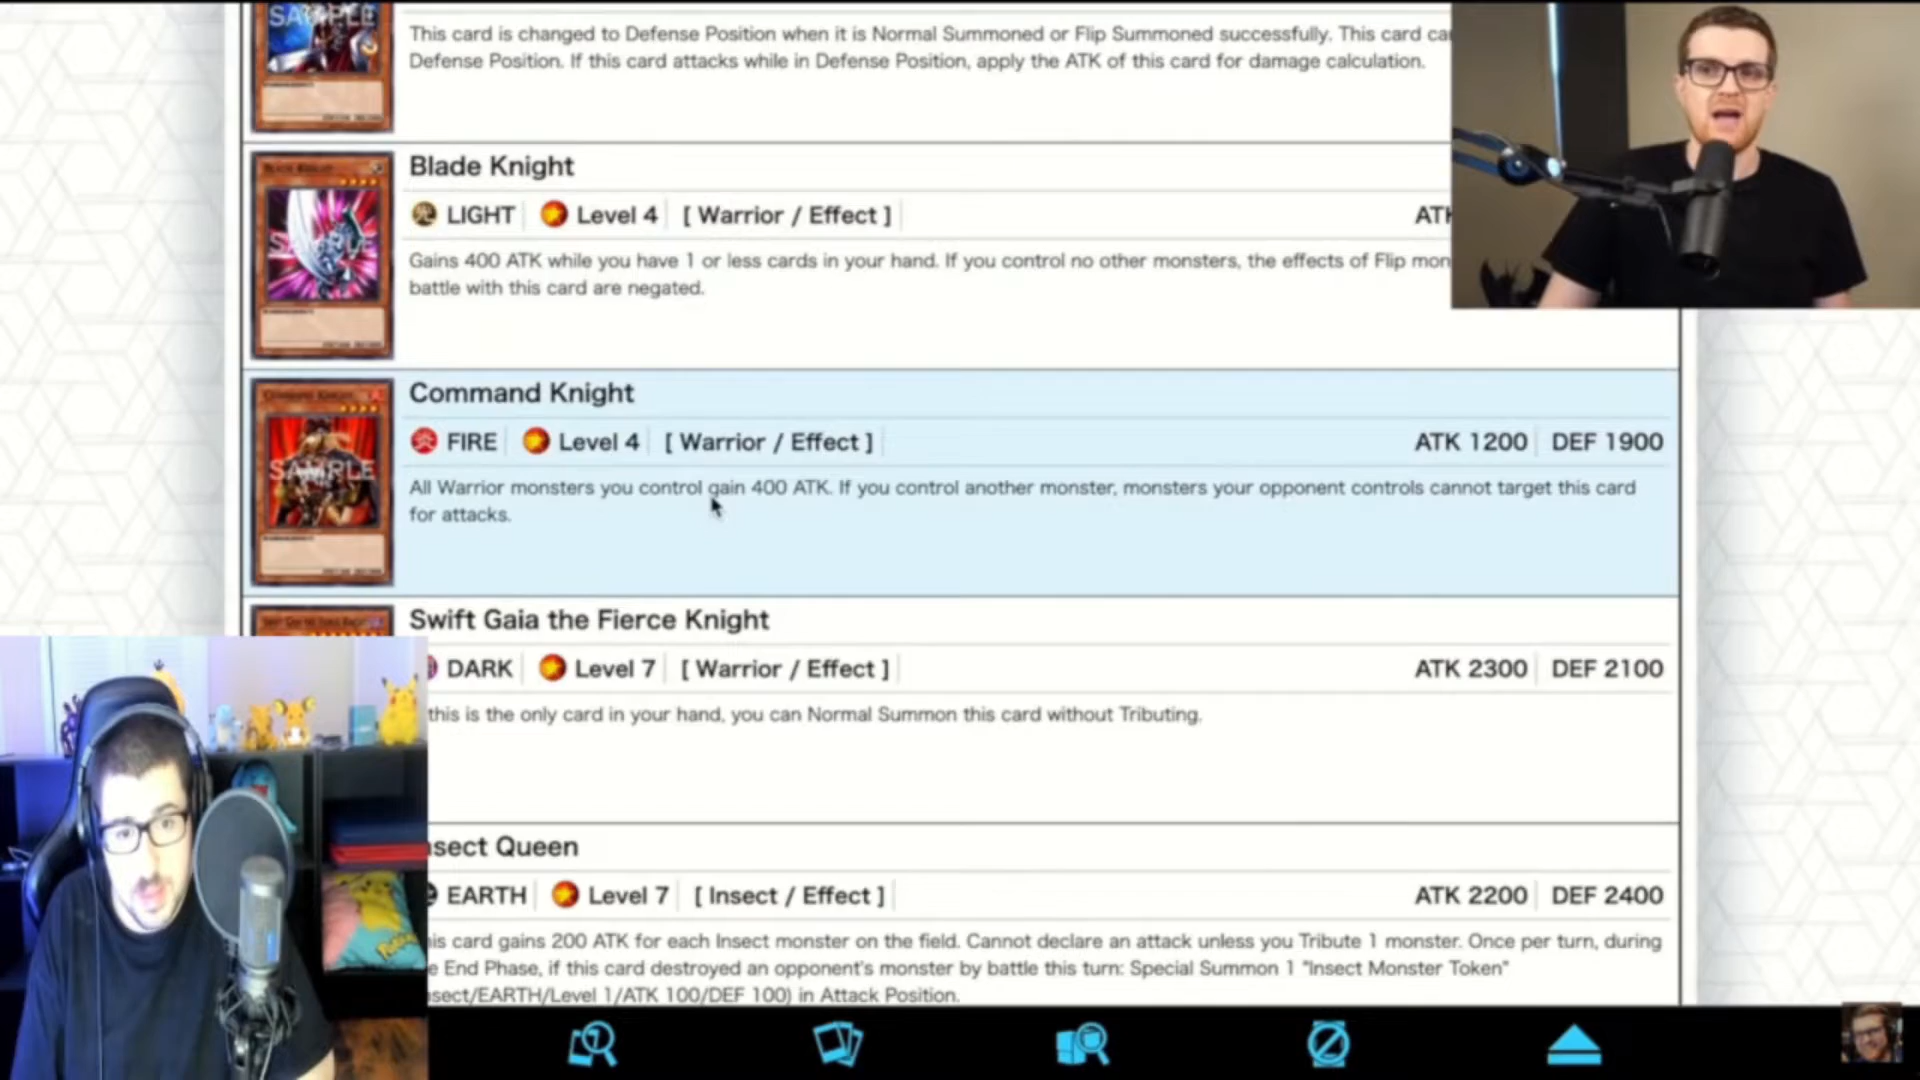 SAMPLE
This card is changed to Defense Position when it is Normal Summoned or Flip Summoned successfully. This card ca
Defense Position. If this card attacks while in Defense Position, apply the ATK of this card for damage calculation.
Blade Knight
LIGHT Level 4 [ Warrior / Effect ] ATK
Gains 400 ATK while you have 1 or less cards in your hand. If you control no other monsters, the effects of Flip mon
battle with this card are negated.
BLADE KNIGHT
SAMPLE
Command Knight
FIRE Level 4 [ Warrior / Effect ] ATK 1200 DEF 1900
All Warrior monsters you control gain 400 ATK. If you control another monster, monsters your opponent controls cannot target this card
for attacks.
COMMAND KNIGHT
SAMPLE
Swift Gaia the Fierce Knight
DARK Level 7 [ Warrior / Effect ] ATK 2300 DEF 2100
this is the only card in your hand, you can Normal Summon this card without Tributing.
nsect Queen
EARTH Level 7 [ Insect / Effect ] ATK 2200 DEF 2400
is card gains 200 ATK for each Insect monster on the field. Cannot declare an attack unless you Tribute 1 monster. Once per turn, during
e End Phase, if this card destroyed an opponent's monster by battle this turn: Special Summon 1 "Insect Monster Token"
nsect/EARTH/Level 1/ATK 100/DEF 100) in Attack Position.